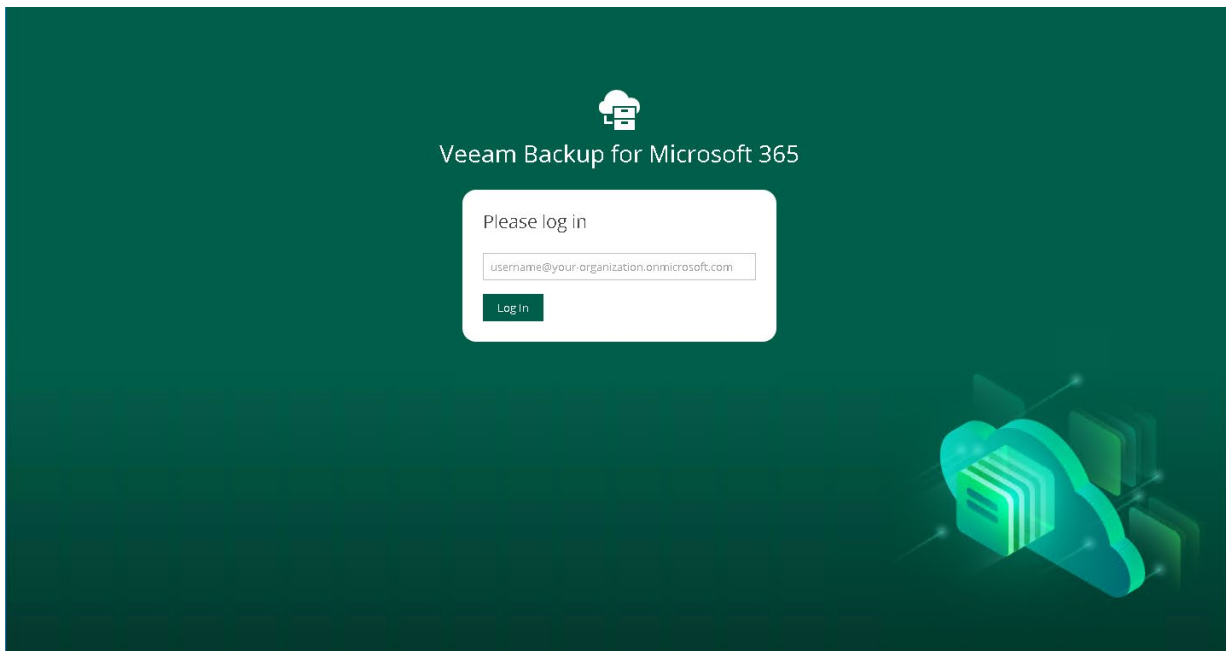 Veeam Backup for Microsoft 365
Please log in
username@your-organization.onmicrosoft.com
Log In